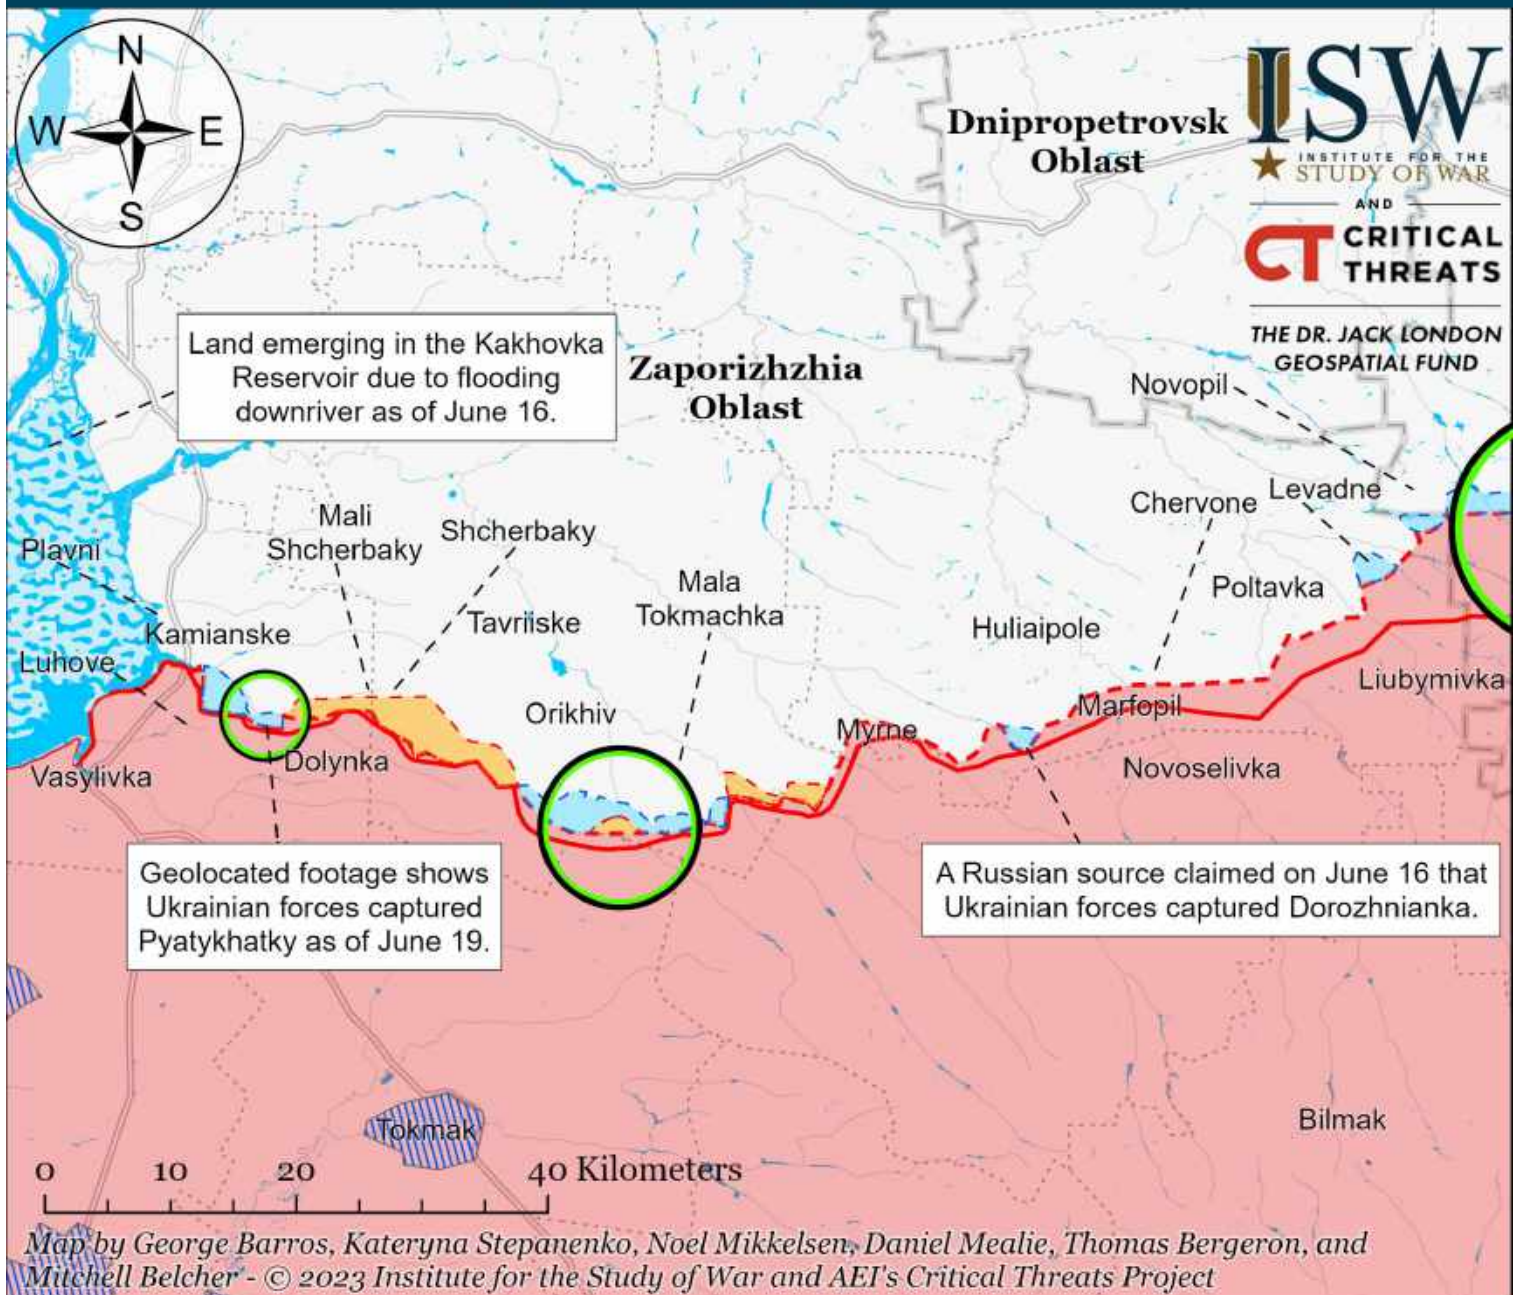 N
W
E
S
Dnipropetrovsk
Oblast
ISW
INSTITUTE FOR THE
STUDY OF WAR
AND
CT CRITICAL
THREATS
THE DR. JACK LONDON
GEOSPATIAL FUND
Land emerging in the Kakhovka
Reservoir due to flooding
downriver as of June 16.
Zaporizhzhia
Oblast
Novopil
Levadne
Chervone
Mali
Shcherbaky
Shcherbaky
Plavni
Mala
Tokmachka
Poltavka
Tavriiske
Huliaipole
Kamianske
Luhove
Liubymivka
Marfopil
Orikhiv
Myrne
Dolynka
Vasylivka
Novoselivka
Geolocated footage shows
Ukrainian forces captured
Pyatykhatky as of June 19.
A Russian source claimed on June 16 that
Ukrainian forces captured Dorozhnianka.
Tokmak
Bilmak
0 10 20 40 Kilometers
Map by George Barros, Kateryna Stepanenko, Noel Mikkelsen, Daniel Mealie, Thomas Bergeron, and
Mitchell Belcher - © 2023 Institute for the Study of War and AEI's Critical Threats Project